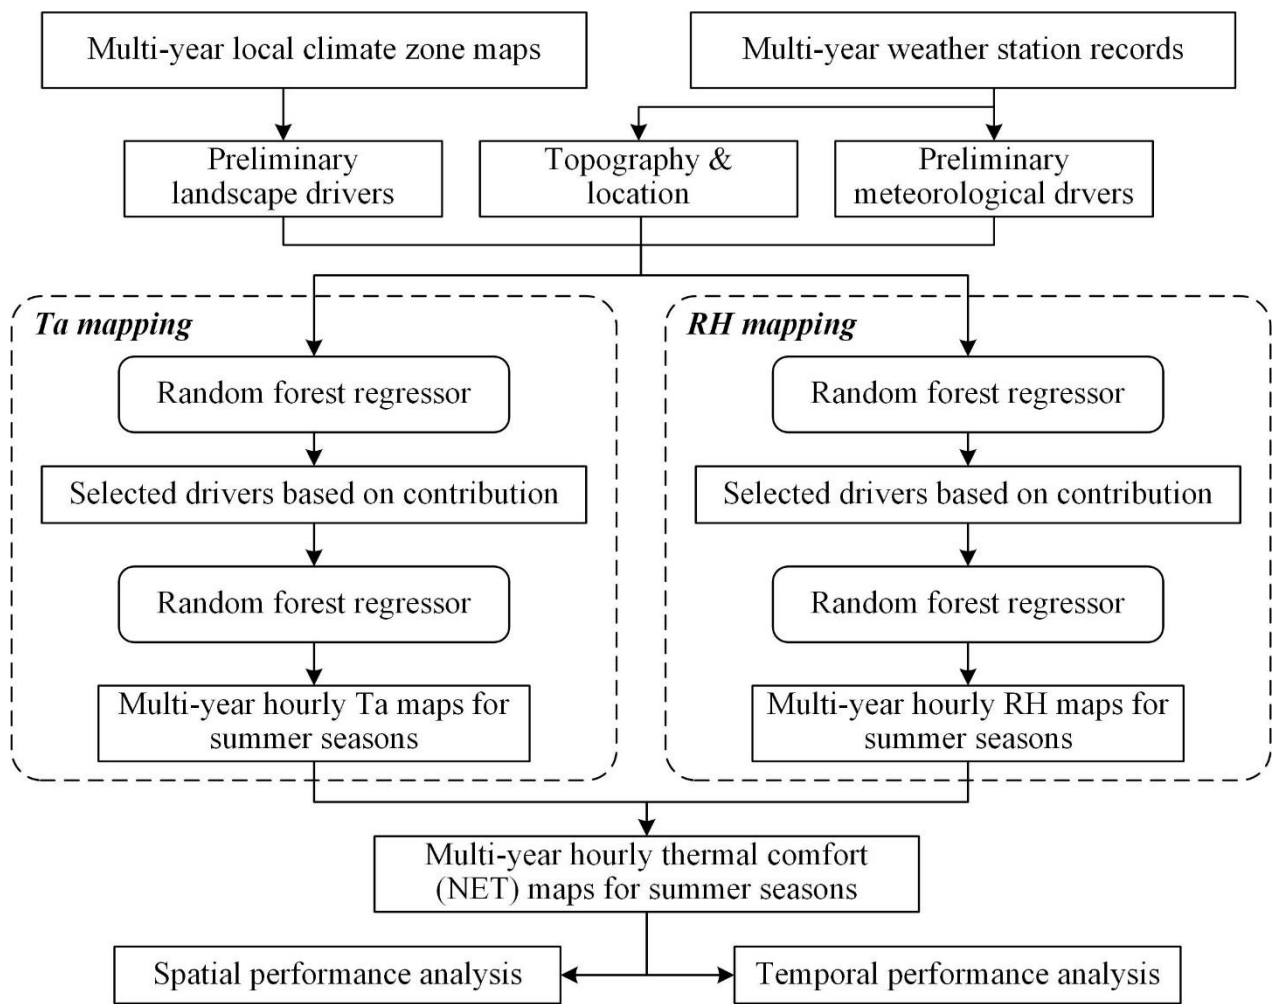 Multi-year local climate zone maps
Multi-year weather station records
Preliminary
landscape drivers
Topography &
location
Preliminary
meteorological drvers
Ta mapping
RH mapping
Random forest regressor
Random forest regressor
Selected drivers based on contribution
Selected drivers based on contribution
Random forest regressor
Random forest regressor
Multi-year hourly Ta maps for
summer seasons
Multi-year hourly RH maps for
summer seasons
Multi-year hourly thermal comfort
(NET) maps for summer seasons
Spatial performance analysis
Temporal performance analysis